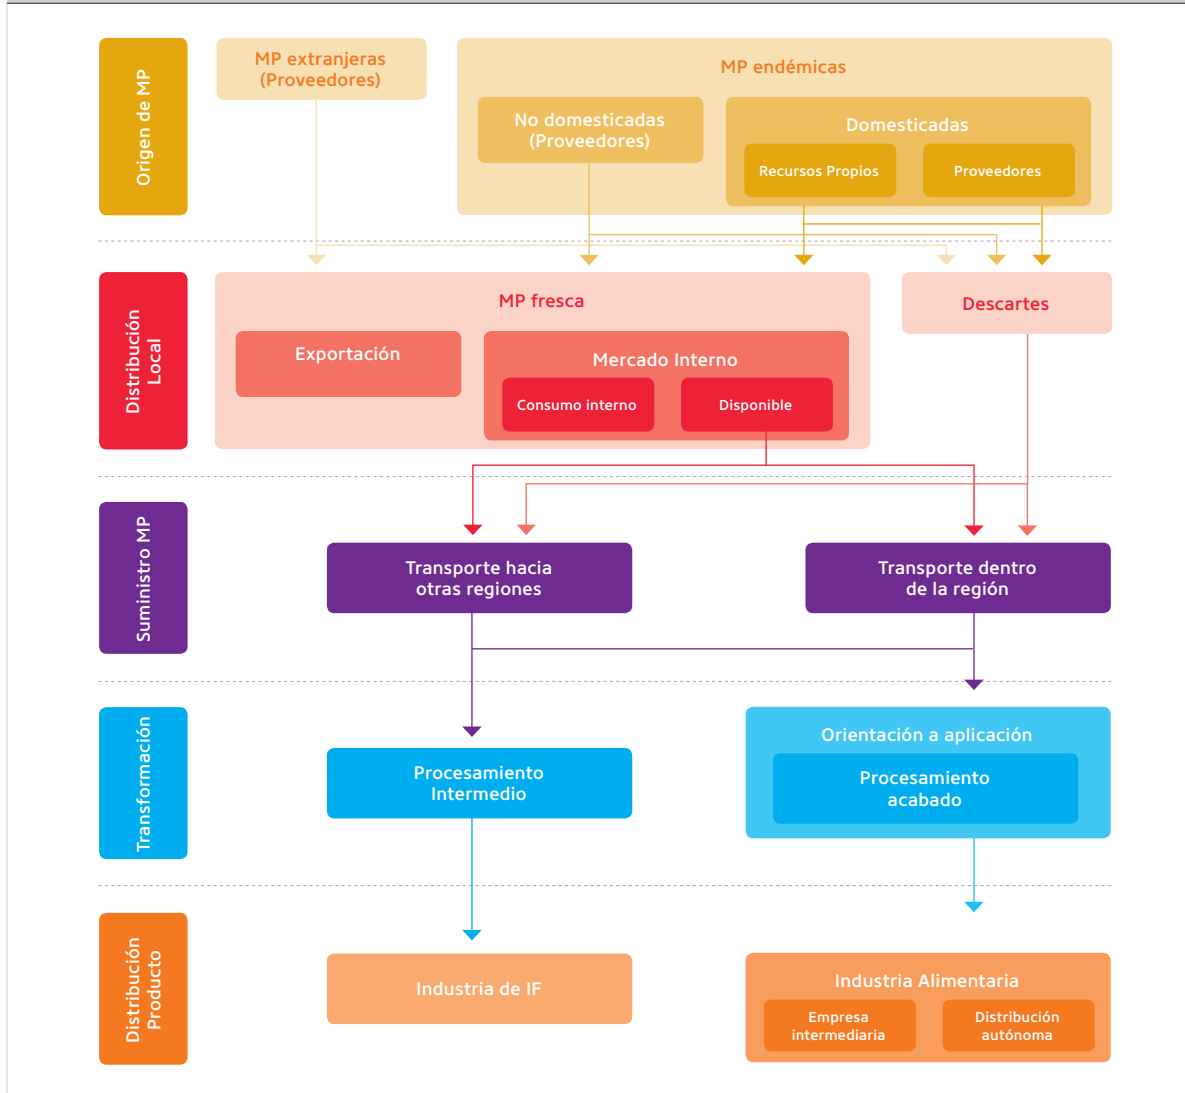 Origen de MP
MP extranjeras
(Proveedores)
MP endémicas
No domesticadas
(Proveedores)
Domesticadas
Recursos Propios
Proveedores
Distribución
Local
MP fresca
Exportación
Mercado Interno
Consumo interno
Disponible
Descartes
Suministro MP
Transporte hacia
otras regiones
Transporte dentro
de la región
Transformación
Procesamiento
Intermedio
Orientación a aplicación
Procesamiento
acabado
Distribución
Producto
Industria de IF
Industria Alimentaria
Empresa
intermediaria
Distribución
autónoma